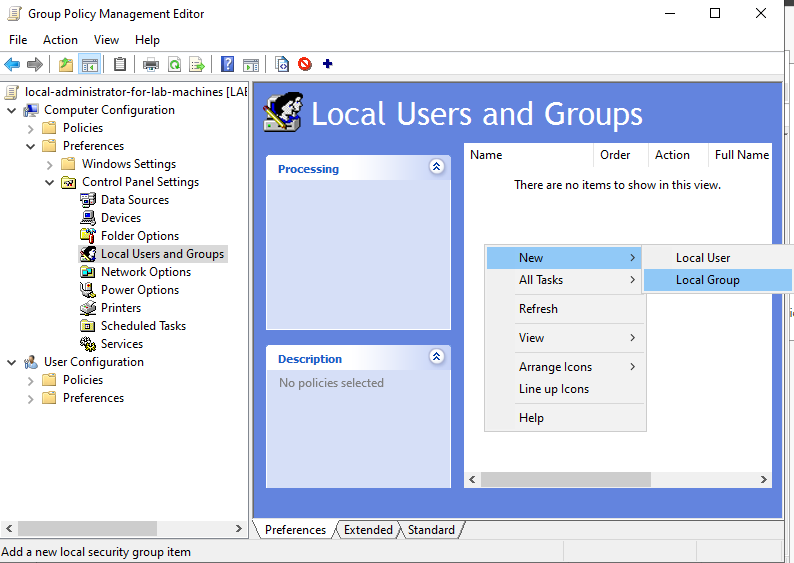 Group Policy Management Editor
File Action View Help
local-administrator-for-lab-machines [LAB
Computer Configuration
Policies
Preferences
Windows Settings
Control Panel Settings
Data Sources
Devices
Folder Options
Local Users and Groups
Network Options
Power Options
Printers
Scheduled Tasks
Services
User Configuration
Policies
Preferences
Local Users and Groups
Processing
Description
No policies selected
Name Order Action Full Name
There are no items to show in this view.
New
All Tasks
Refresh
View
Arrange Icons
Line up Icons
Help
Local User
Local Group
Preferences Extended Standard
Add a new local security group item